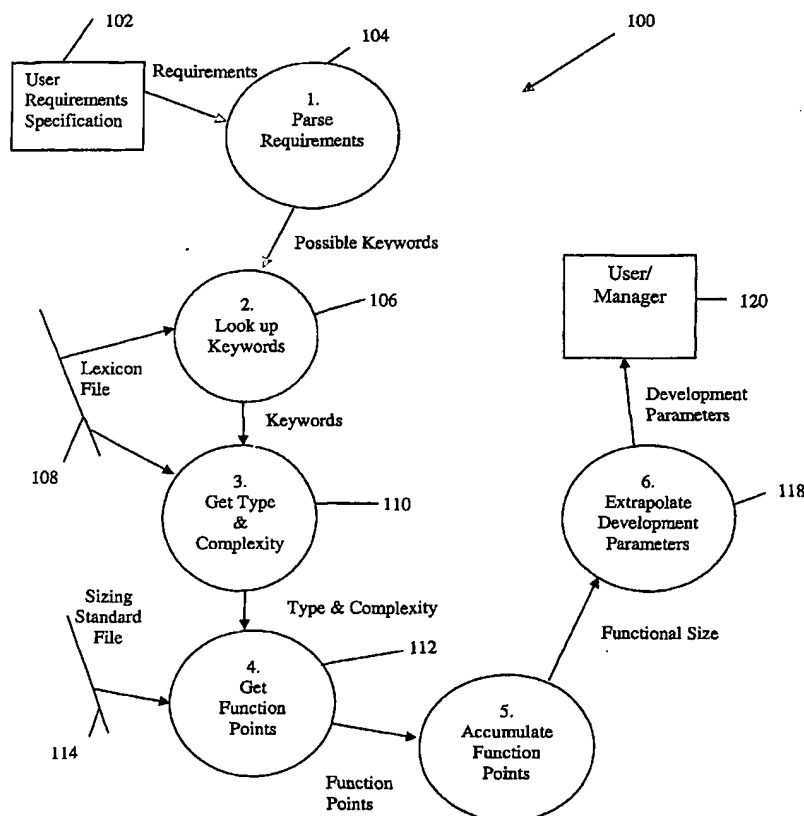 102
104
100
User
Requirements
Specification
Requirements
1.
Parse
Requirements
Possible Keywords
User/
Manager
120
2.
Look up
Keywords
106
Lexicon
File
Development
Parameters
Keywords
108
3.
Get Type
&
Complexity
110
6.
Extrapolate
Development
Parameters
118
Sizing
Standard
File
Type & Complexity
Functional Size
112
4.
Get
Function
Points
114
5.
Accumulate
Function
Points
Function
Points